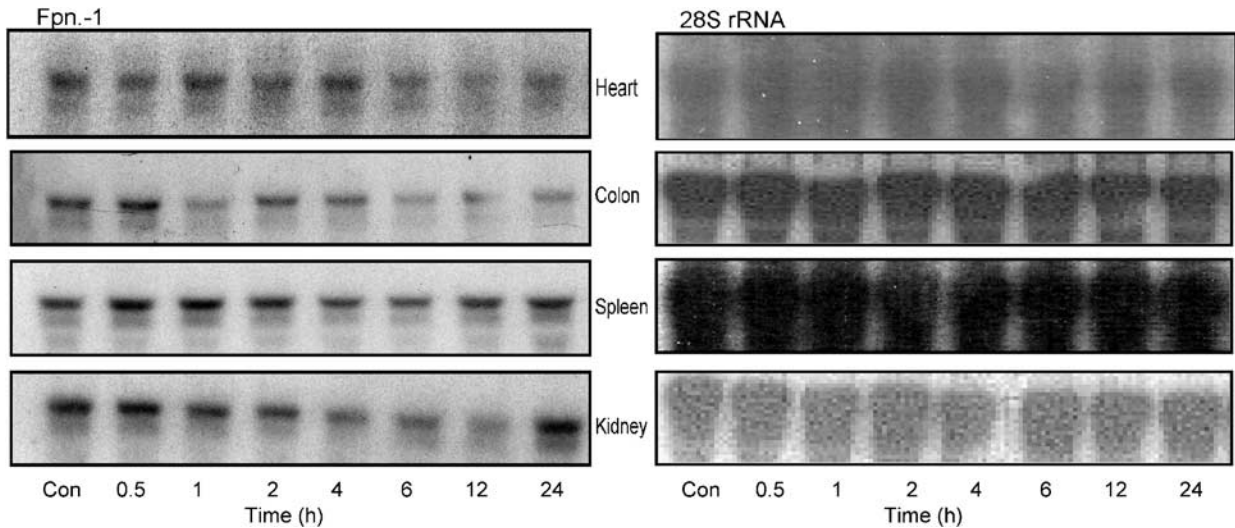 Fpn.-1 28S rRNA
Heart
Colon
Spleen
Kidney
Con 0.5 1 2 4 6 12 24 Con 0.5 1 2 4 6 12 24
Time (h) Time (h)